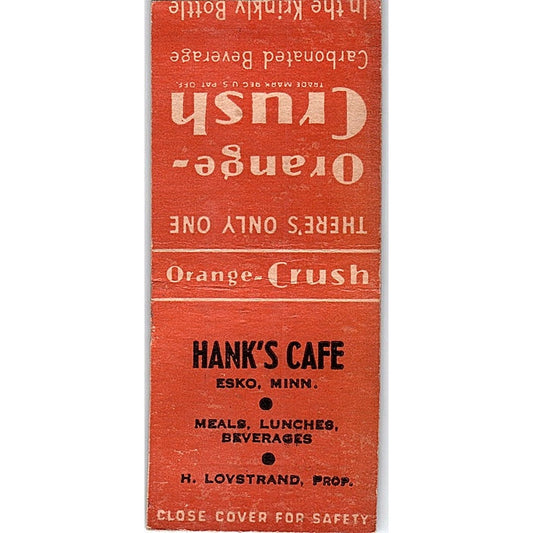 In the Krinkly Bottle
Carbonated Beverage
TRADE MARK REG. U.S. PAT. OFF.
Crush
Orange-
THERE'S ONLY ONE
Orange-Crush
HANK'S CAFE
ESKO, MINN.
MEALS, LUNCHES,
BEVERAGES
H. LOVSTRAND, PROP.
CLOSE COVER FOR SAFETY